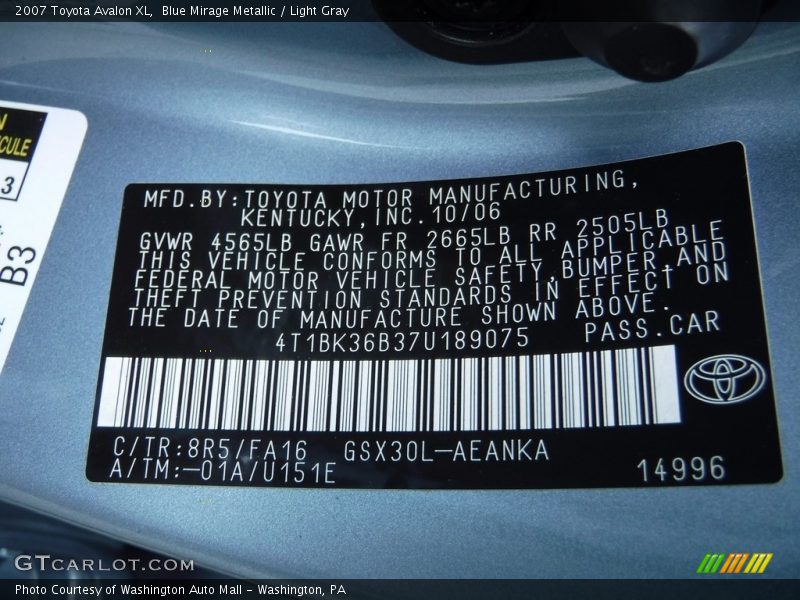 2007 Toyota Avalon XL, Blue Mirage Metallic / Light Gray
CULE
3
B3
MFD.BY:TOYOTA MOTOR MANUFACTURING,
KENTUCKY,INC.10/06
GVWR 4565LB GAWR FR 2665LB RR 2505LB
THIS VEHICLE CONFORMS TO ALL APPLICABLE
FEDERAL MOTOR VEHICLE SAFETY,BUMPER,AND
THEFT PREVENTION STANDARDS IN EFFECT ON
THE DATE OF MANUFACTURE SHOWN ABOVE.
4T1BK36B37U189075 PASS.CAR
C/TR:8R5/FA16 GSX30L-AEANKA
A/TM:-01A/U151E 14996
GTCARLOT.COM
Photo Courtesy of Washington Auto Mall - Washington, PA